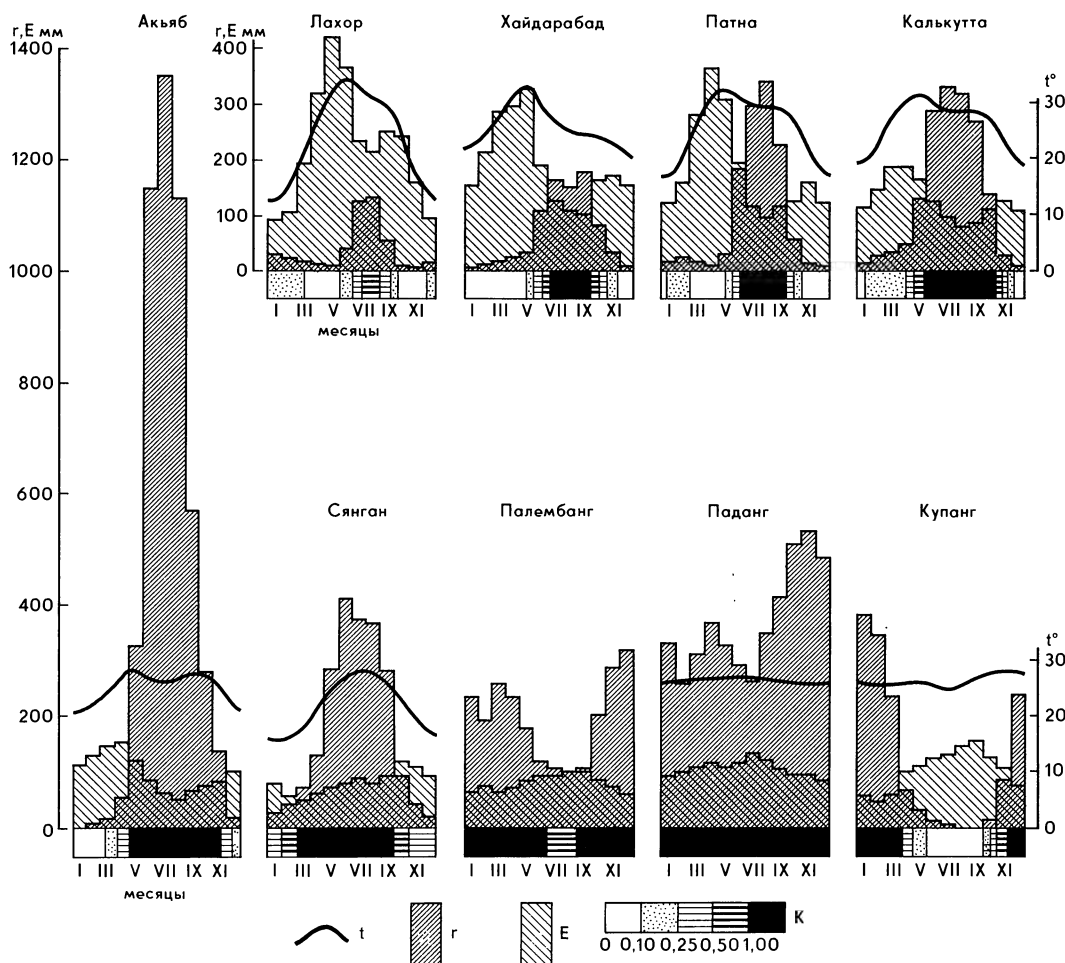 Акьяб Лахор Хайдарабад Патна Калькутта
r,E мм r,E мм
1400 400 t°
300 30
1200 200 20
100 10
1000 0 0
I III V VII IX XI I III V VII IX XI I III V VII IX XI I III V VII IX XI
месяцы
800
600
Сянган Палембанг Паданг Купанг
400
t°
30
200 20
10
0 0
I III V VII IX XI I III V VII IX XI I III V VII IX XI I III V VII IX XI I III V VII IX XI
месяцы
t r E K
0 0,10 0,25 0,50 1,00